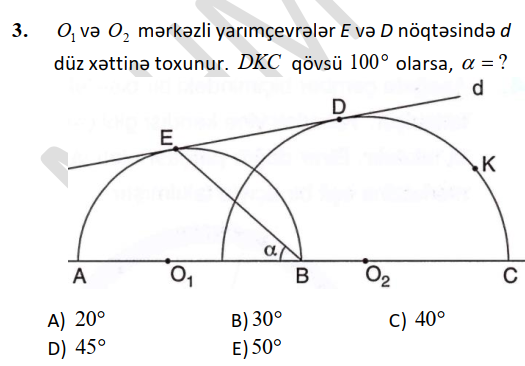 3. O₁ və O₂ mərkəzli yarımçevrələr E və D nöqtəsində d
düz xəttinə toxunur. DKC qövsü 100° olarsa, α = ?
d
D
E
K
α
A O₁ B O₂ C
A) 20° B) 30° C) 40°
D) 45° E) 50°